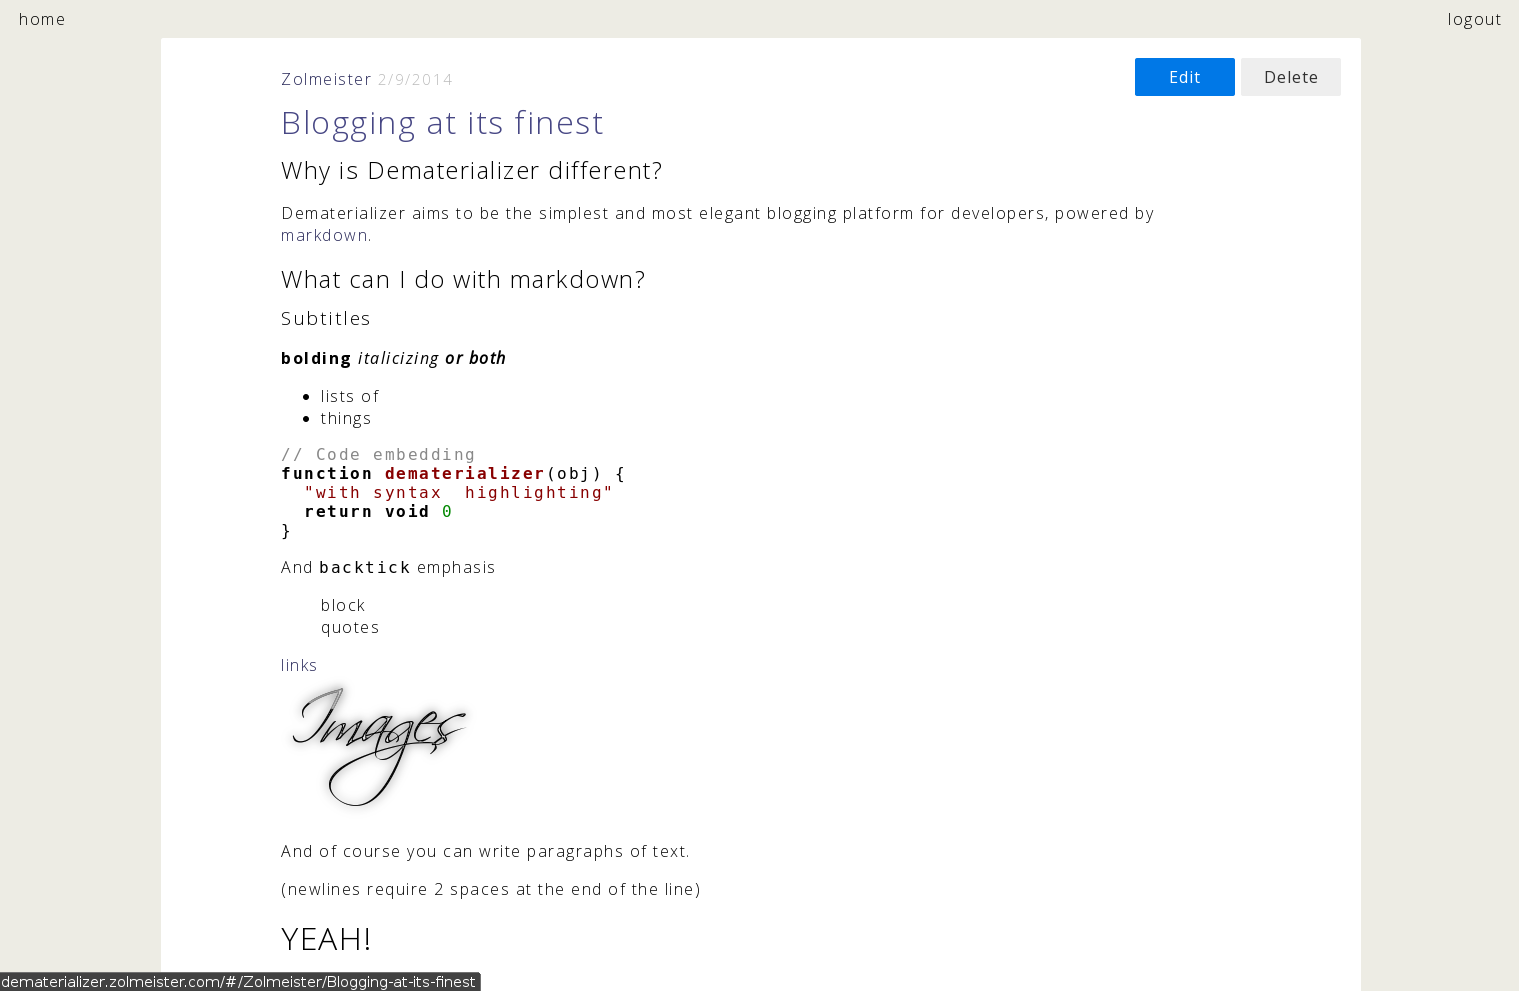 home
logout
Zolmeister 2/9/2014
Edit
Delete
Blogging at its finest
Why is Dematerializer different?
Dematerializer aims to be the simplest and most elegant blogging platform for developers, powered by
markdown.
What can I do with markdown?
Subtitles
bolding italicizing or both
lists of
things
// Code embedding
function dematerializer(obj) {
  "with syntax  highlighting"
  return void 0
}
And backtick emphasis
block
quotes
links
Images
And of course you can write paragraphs of text.
(newlines require 2 spaces at the end of the line)
YEAH!
dematerializer.zolmeister.com/#/Zolmeister/Blogging-at-its-finest